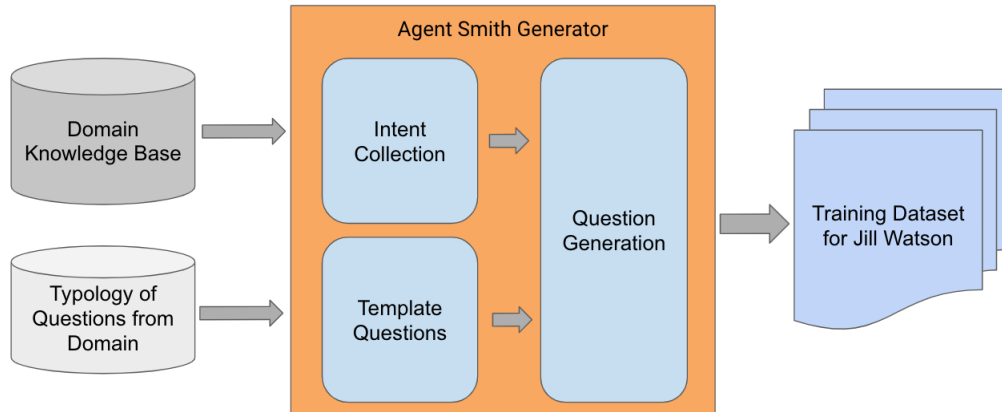 Agent Smith Generator
Domain
Knowledge Base
Intent
Collection
Question
Generation
Training Dataset
for Jill Watson
Typology of
Questions from
Domain
Template
Questions